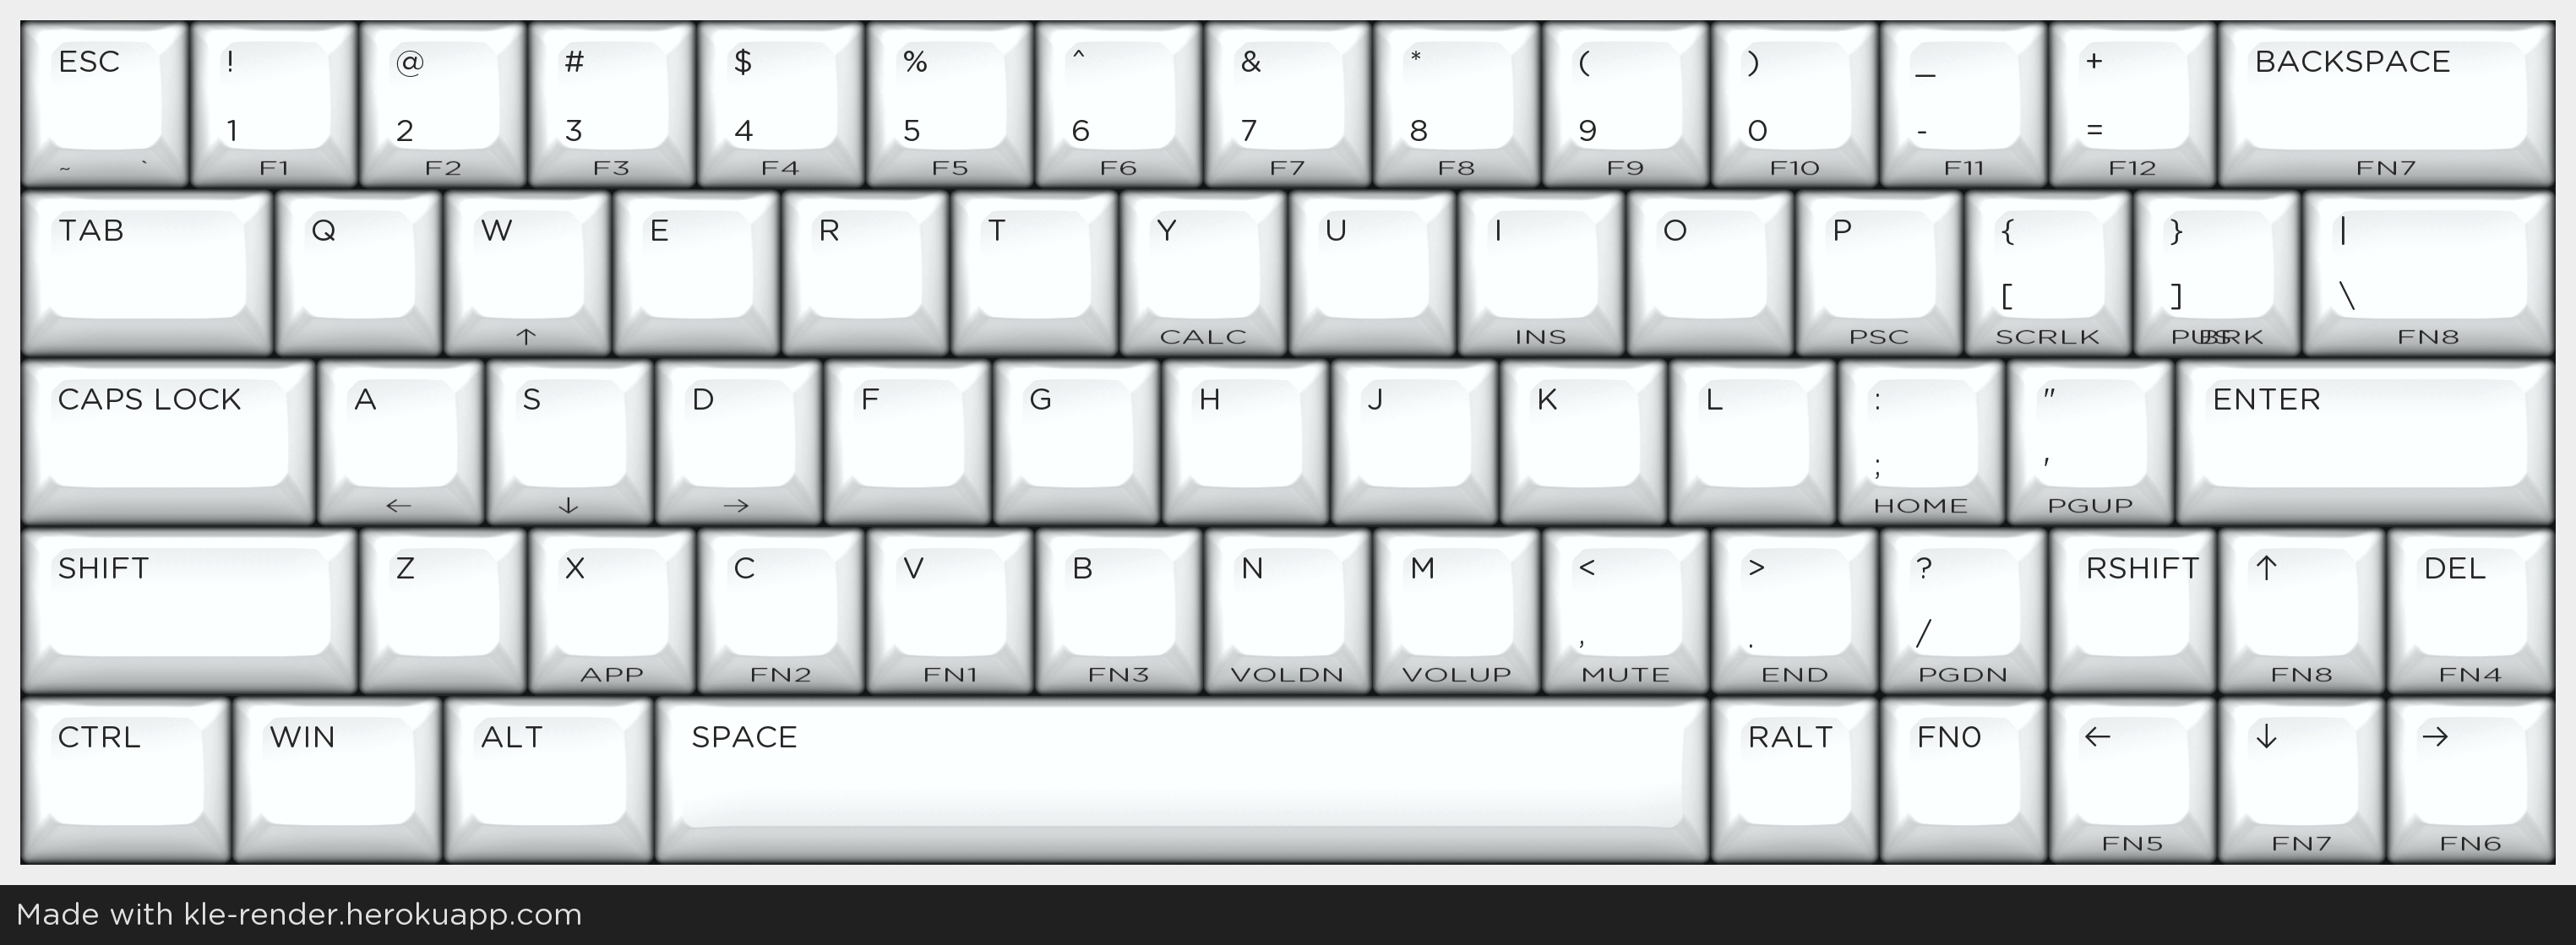 ESC ! @ # $ % ^ & * ( ) _ + BACKSPACE
1 2 3 4 5 6 7 8 9 0 - =
~ ` F1 F2 F3 F4 F5 F6 F7 F8 F9 F10 F11 F12 FN7
TAB Q W E R T Y U I O P { } |
[ ] \
↑ CALC INS PSC SCRLK FN8
CAPS LOCK A S D F G H J K L : " ENTER
; '
← ↓ → HOME PGUP
SHIFT Z X C V B N M < > ? RSHIFT ↑ DEL
, . /
APP FN2 FN1 FN3 VOLDN VOLUP MUTE END PGDN FN8 FN4
CTRL WIN ALT SPACE RALT FN0 ← ↓ →
FN5 FN7 FN6
Made with kle-render.herokuapp.com